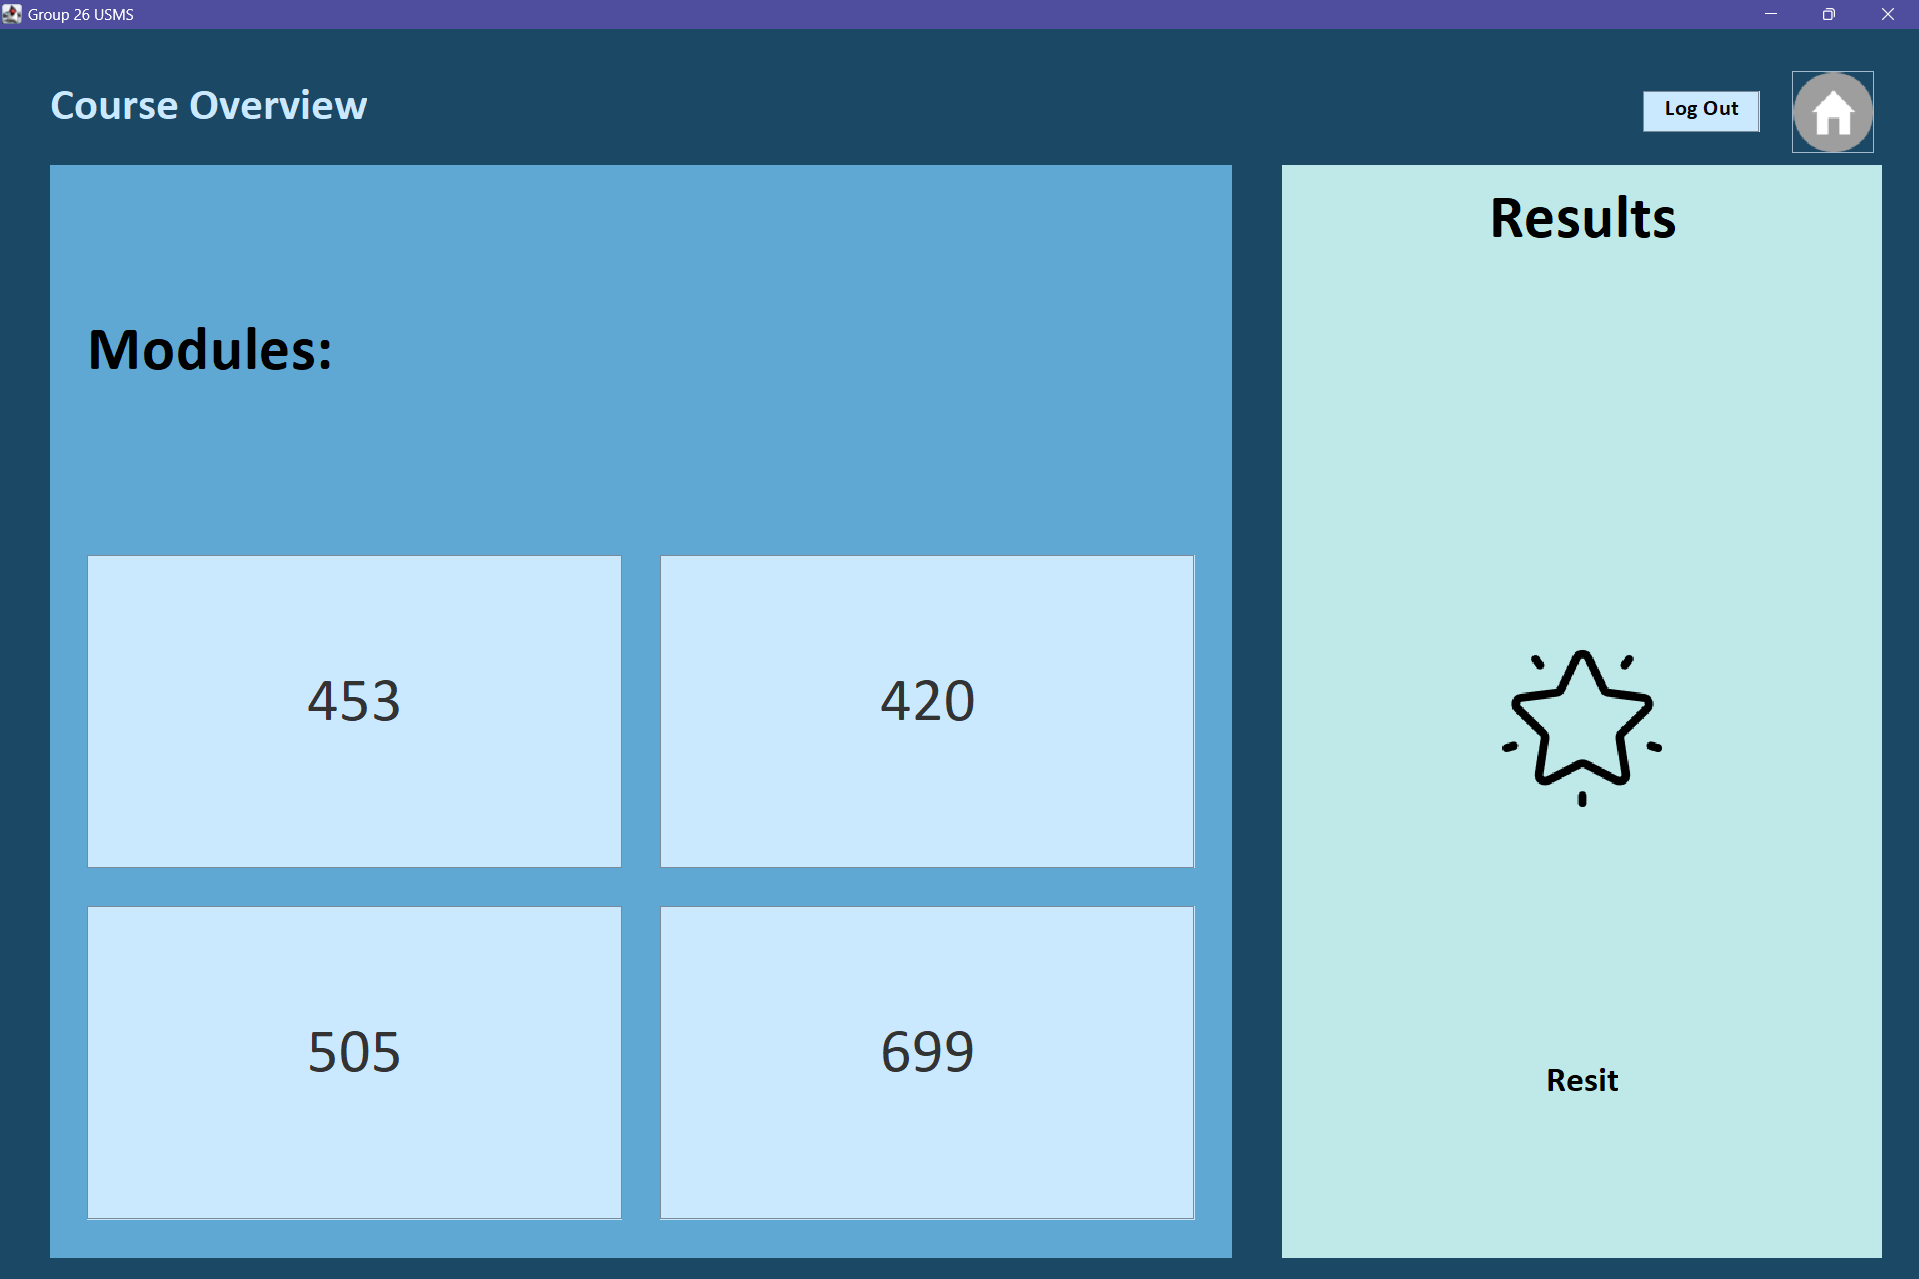 Group 26 USMS
Course Overview
Log Out
Results
Modules:
453
420
505
699
Resit